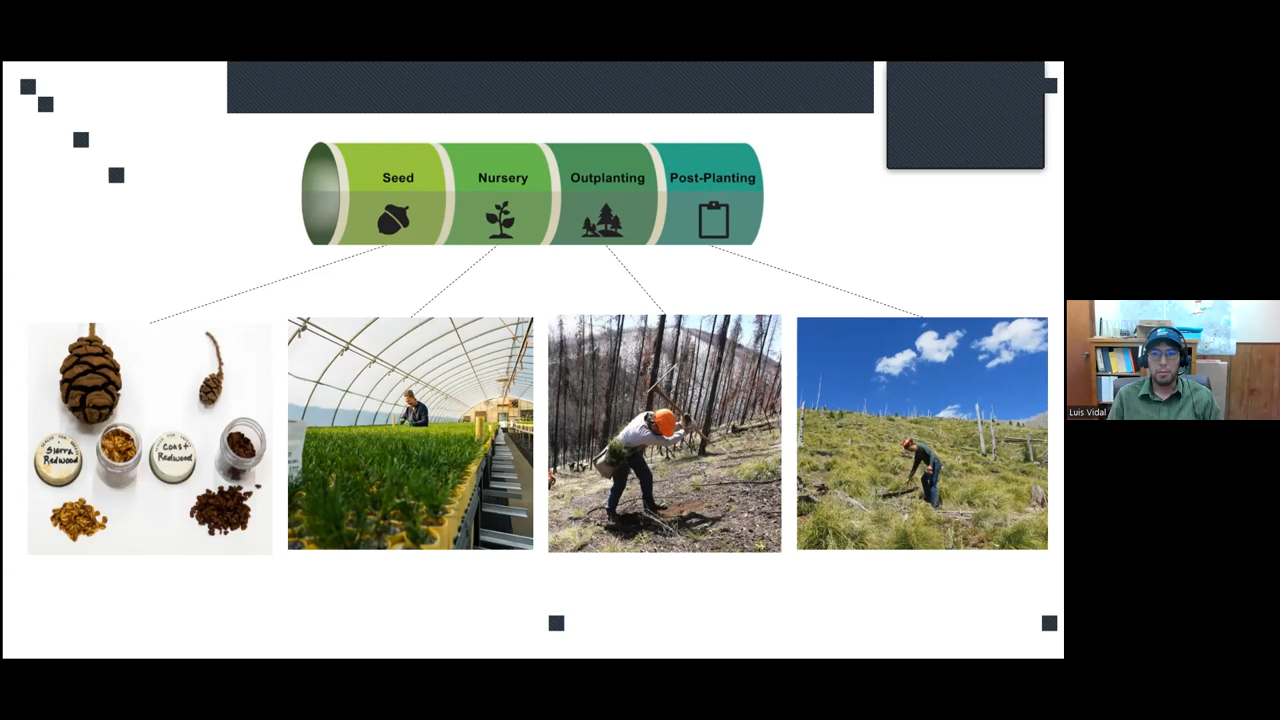 Seed
Nursery
Outplanting
Post-Planting
Sierra
Redwood
Coast
Redwood
Luis Vidal